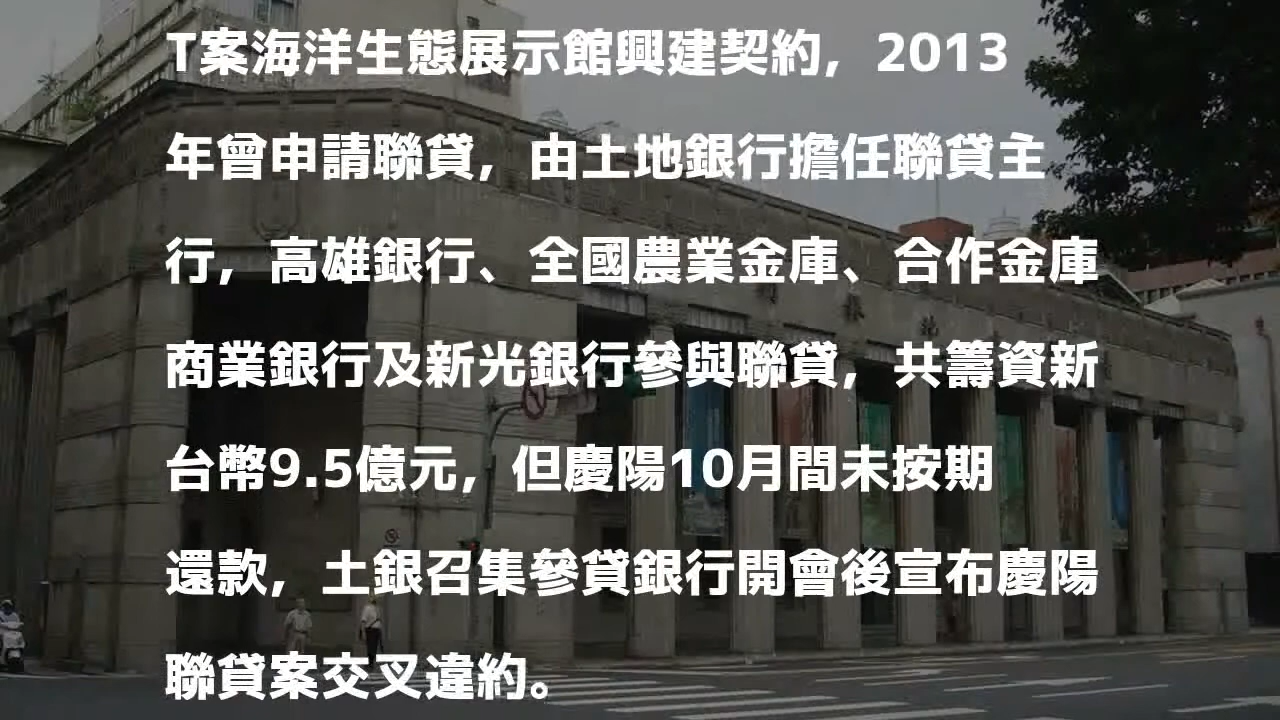 T案海洋生態展示館興建契約，2013
年曾申請聯貸，由土地銀行擔任聯貸主
行，高雄銀行、全國農業金庫、合作金庫
商業銀行及新光銀行參與聯貸，共籌資新
台幣9.5億元，但慶陽10月間未按期
還款，土銀召集參貸銀行開會後宣布慶陽
聯貸案交叉違約。